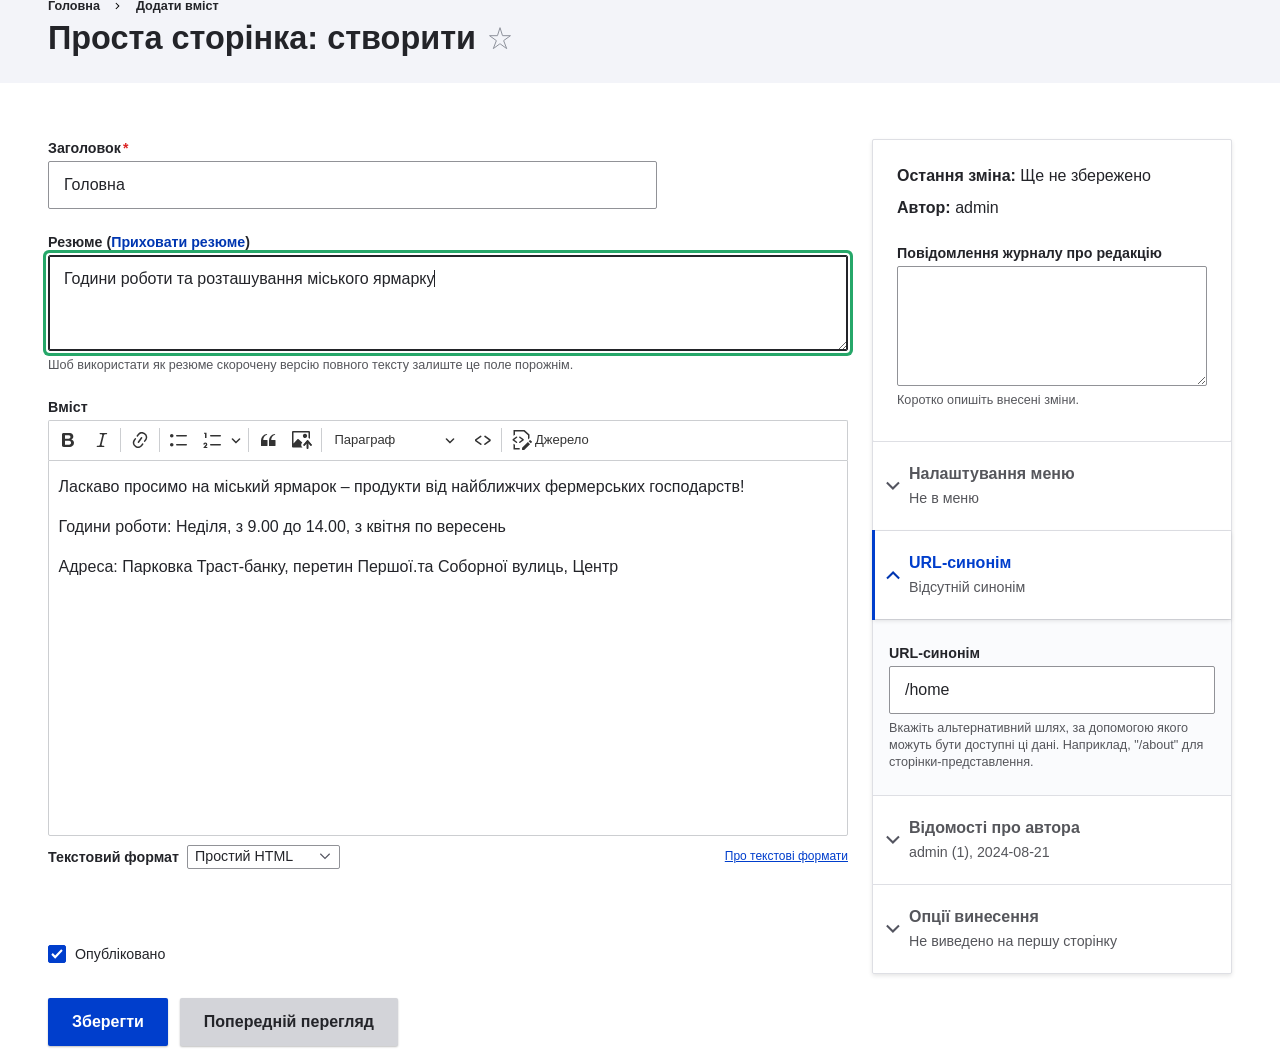 Головна › Додати вміст
Проста сторінка: створити
Заголовок*
Головна
Резюме (Приховати резюме)
Години роботи та розташування міського ярмарку
Щоб використати як резюме скорочену версію повного тексту залиште це поле порожнім.
Вміст
Параграф
Джерело
Ласкаво просимо на міський ярмарок – продукти від найближчих фермерських господарств!
Години роботи: Неділя, з 9.00 до 14.00, з квітня по вересень
Адреса: Парковка Траст-банку, перетин Першої.та Соборної вулиць, Центр
Текстовий формат
Простий HTML
Про текстові формати
Опубліковано
Зберегти
Попередній перегляд
Остання зміна: Ще не збережено
Автор: admin
Повідомлення журналу про редакцію
Коротко опишіть внесені зміни.
Налаштування меню
Не в меню
URL-синонім
Відсутній синонім
URL-синонім
/home
Вкажіть альтернативний шлях, за допомогою якого
можуть бути доступні ці дані. Наприклад, "/about" для
сторінки-представлення.
Відомості про автора
admin (1), 2024-08-21
Опції винесення
Не виведено на першу сторінку